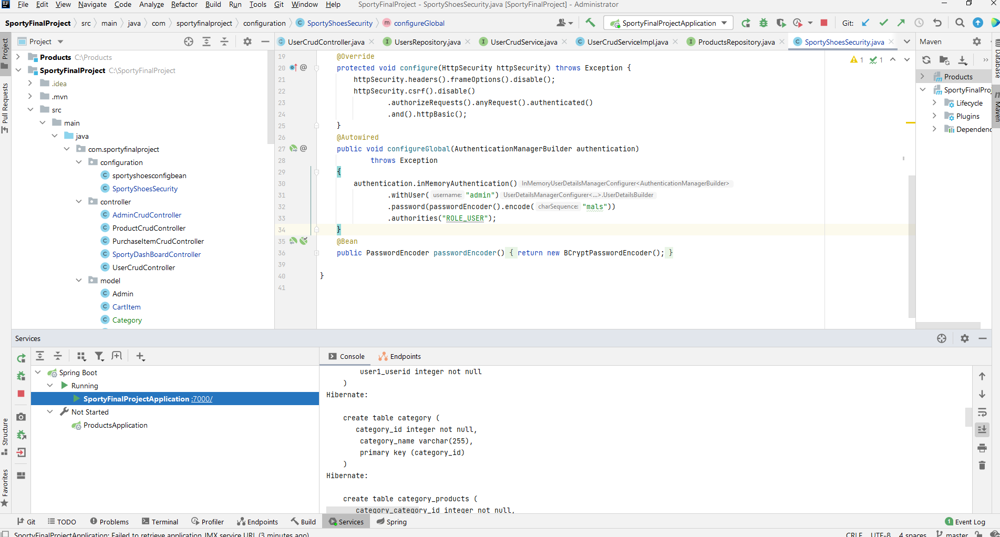 File Edit View Navigate Code Analyze Refactor Build Run Tools Git Window Help SportyFinalProject - SportyShoesSecurity.java [SportyFinalProject] - Administrator
SportyFinalProject src main java com sportyfinalproject configuration SportyShoesSecurity configureGlobal SportyFinalProjectApplication Git:
Project
UserCrudController.java UsersRepository.java UserCrudService.java UserCrudServiceImpl.java ProductsRepository.java SportyShoesSecurity.java
Maven
Project
Pull Requests
Structure
Favorites
Database
Maven
Products C:\Products
SportyFinalProject C:\SportyFinalProject
.idea
.mvn
src
main
java
com.sportyfinalproject
configuration
sportyshoesconfigbean
SportyShoesSecurity
controller
AdminCrudController
ProductCrudController
PurchaseItemCrudController
SportyDashBoardController
UserCrudController
model
Admin
CartItem
Category
1 1
19 @Override
20 protected void configure(HttpSecurity httpSecurity) throws Exception {
21 httpSecurity.headers().frameOptions().disable();
22 httpSecurity.csrf().disable()
23 .authorizeRequests().anyRequest().authenticated()
24 .and().httpBasic();
25 }
26 @Autowired
27 public void configureGlobal(AuthenticationManagerBuilder authentication)
28 throws Exception
29 {
30 authentication.inMemoryAuthentication() InMemoryUserDetailsManagerConfigurer<AuthenticationManagerBuilder>
31 .withUser( username: "admin") UserDetailsManagerConfigurer<...>.UserDetailsBuilder
32 .password(passwordEncoder().encode( charSequence: "mals"))
33 .authorities("ROLE_USER");
34 }
35 @Bean
36 public PasswordEncoder passwordEncoder() { return new BCryptPasswordEncoder(); }
39
40 }
41
Products
SportyFinalProj
Lifecycle
Plugins
Dependenc
Services
Spring Boot
Running
SportyFinalProjectApplication :7000/
Not Started
ProductsApplication
Console Endpoints
user1_userid integer not null
)
Hibernate:
create table category (
category_id integer not null,
category_name varchar(255),
primary key (category_id)
)
Hibernate:
create table category_products (
category_category_id integer not null,
Git TODO Problems Terminal Profiler Endpoints Build Services Spring 1 Event Log
SportyFinalProjectApplication: Failed to retrieve application JMX service URL (3 minutes ago) CRLF UTF-8 4 spaces master